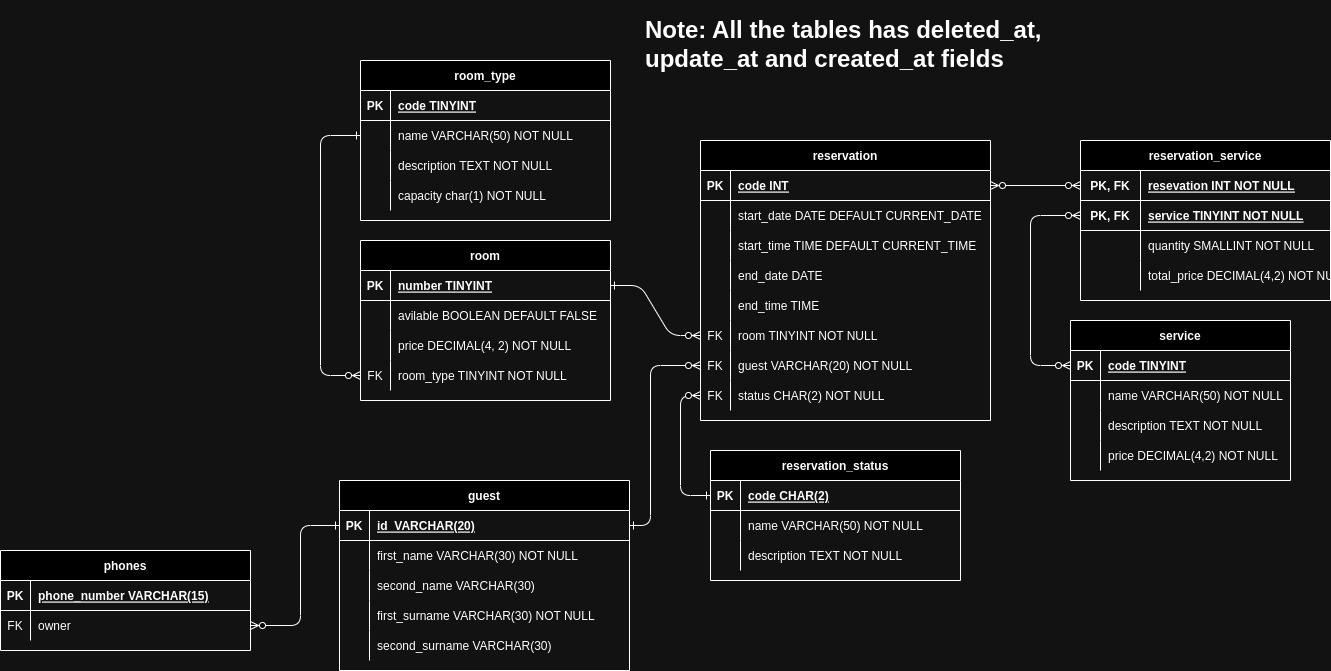 Note: All the tables has deleted_at,
update_at and created_at fields
room_type
PK code TINYINT
name VARCHAR(50) NOT NULL
description TEXT NOT NULL
capacity char(1) NOT NULL
room
PK number TINYINT
avilable BOOLEAN DEFAULT FALSE
price DECIMAL(4, 2) NOT NULL
FK room_type TINYINT NOT NULL
reservation
PK code INT
start_date DATE DEFAULT CURRENT_DATE
start_time TIME DEFAULT CURRENT_TIME
end_date DATE
end_time TIME
FK room TINYINT NOT NULL
FK guest VARCHAR(20) NOT NULL
FK status CHAR(2) NOT NULL
reservation_service
PK, FK resevation INT NOT NULL
PK, FK service TINYINT NOT NULL
quantity SMALLINT NOT NULL
total_price DECIMAL(4,2) NOT NU
service
PK code TINYINT
name VARCHAR(50) NOT NULL
description TEXT NOT NULL
price DECIMAL(4,2) NOT NULL
reservation_status
PK code CHAR(2)
name VARCHAR(50) NOT NULL
description TEXT NOT NULL
guest
PK id VARCHAR(20)
first_name VARCHAR(30) NOT NULL
second_name VARCHAR(30)
first_surname VARCHAR(30) NOT NULL
second_surname VARCHAR(30)
phones
PK phone_number VARCHAR(15)
FK owner